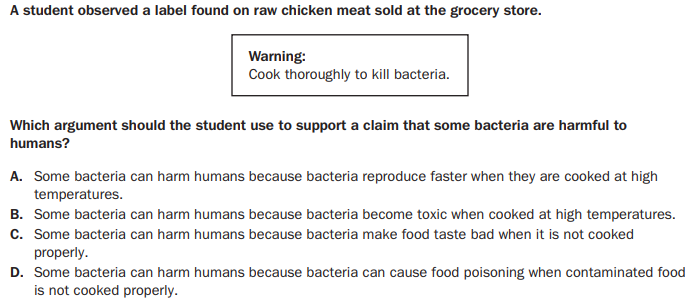 A student observed a label found on raw chicken meat sold at the grocery store.
Warning:
Cook thoroughly to kill bacteria.
Which argument should the student use to support a claim that some bacteria are harmful to
humans?
A. Some bacteria can harm humans because bacteria reproduce faster when they are cooked at high
temperatures.
B. Some bacteria can harm humans because bacteria become toxic when cooked at high temperatures.
C. Some bacteria can harm humans because bacteria make food taste bad when it is not cooked
properly.
D. Some bacteria can harm humans because bacteria can cause food poisoning when contaminated food
is not cooked properly.